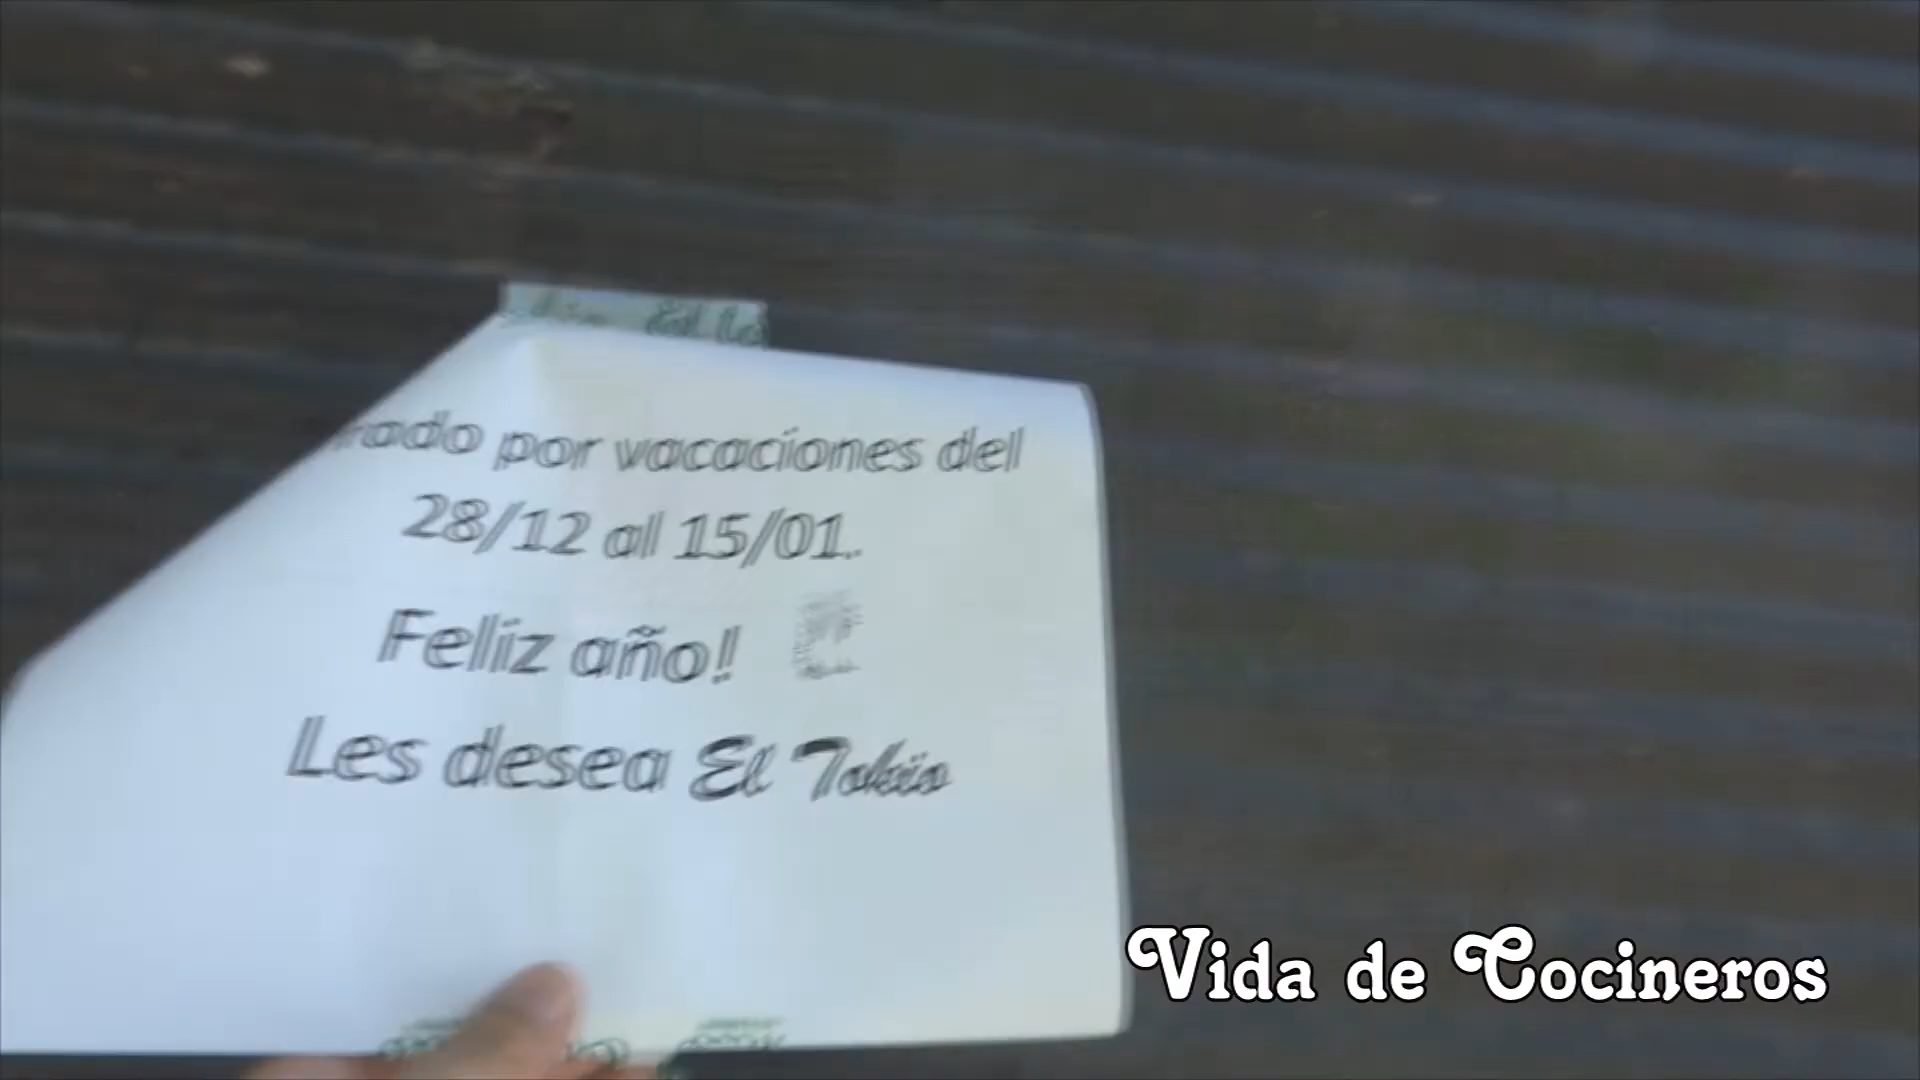 rado por vacaciones del
28/12 al 15/01.
Feliz año!
Les desea El Tokio
Vida de Cocineros